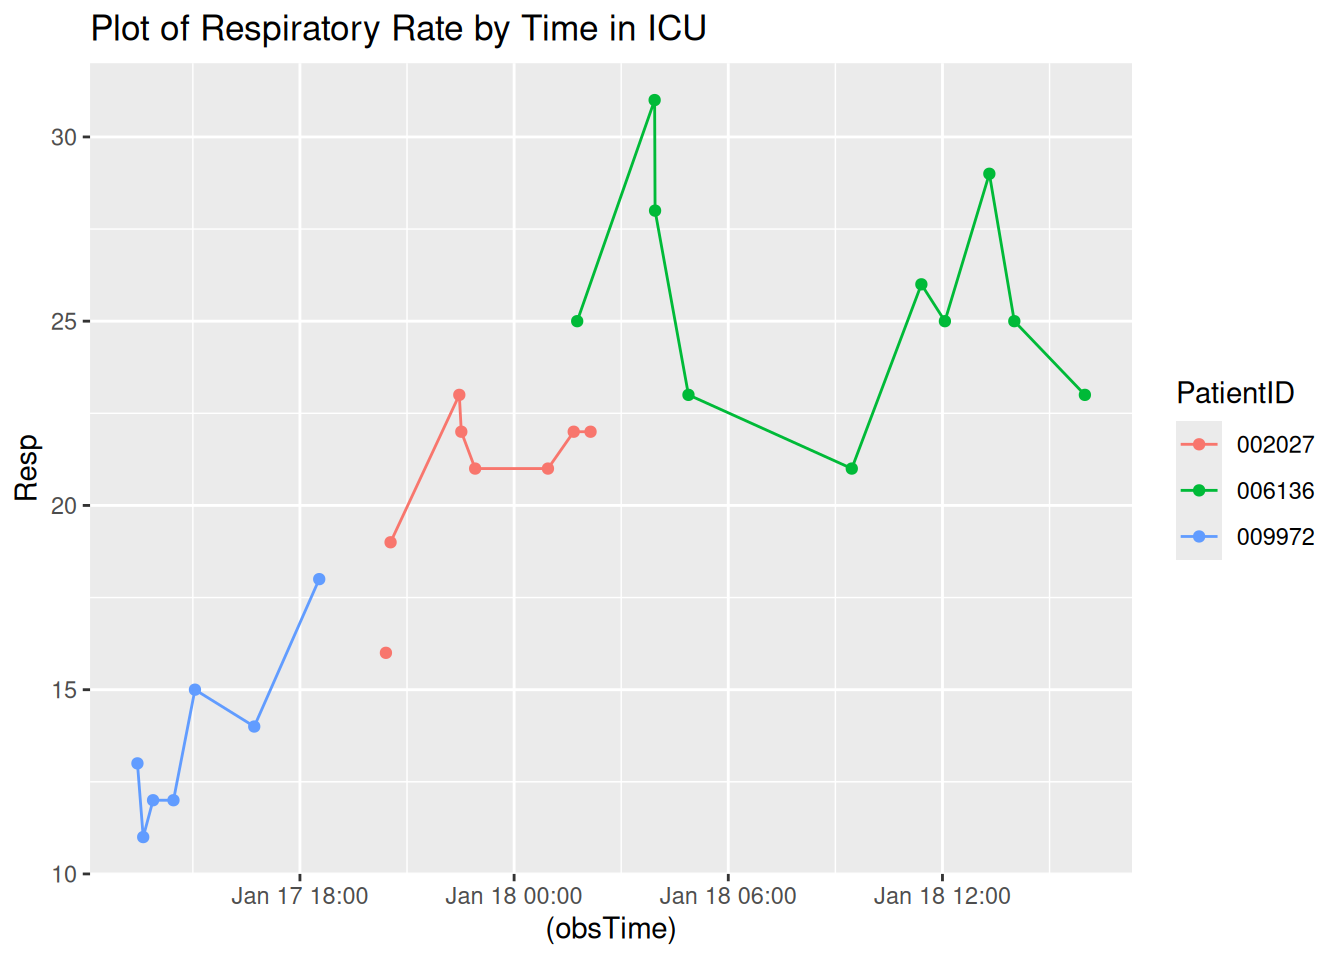 Plot of Respiratory Rate by Time in ICU
30
25
20
15
10
Resp
Jan 17 18:00
Jan 18 00:00
Jan 18 06:00
Jan 18 12:00
(obsTime)
PatientID
002027
006136
009972